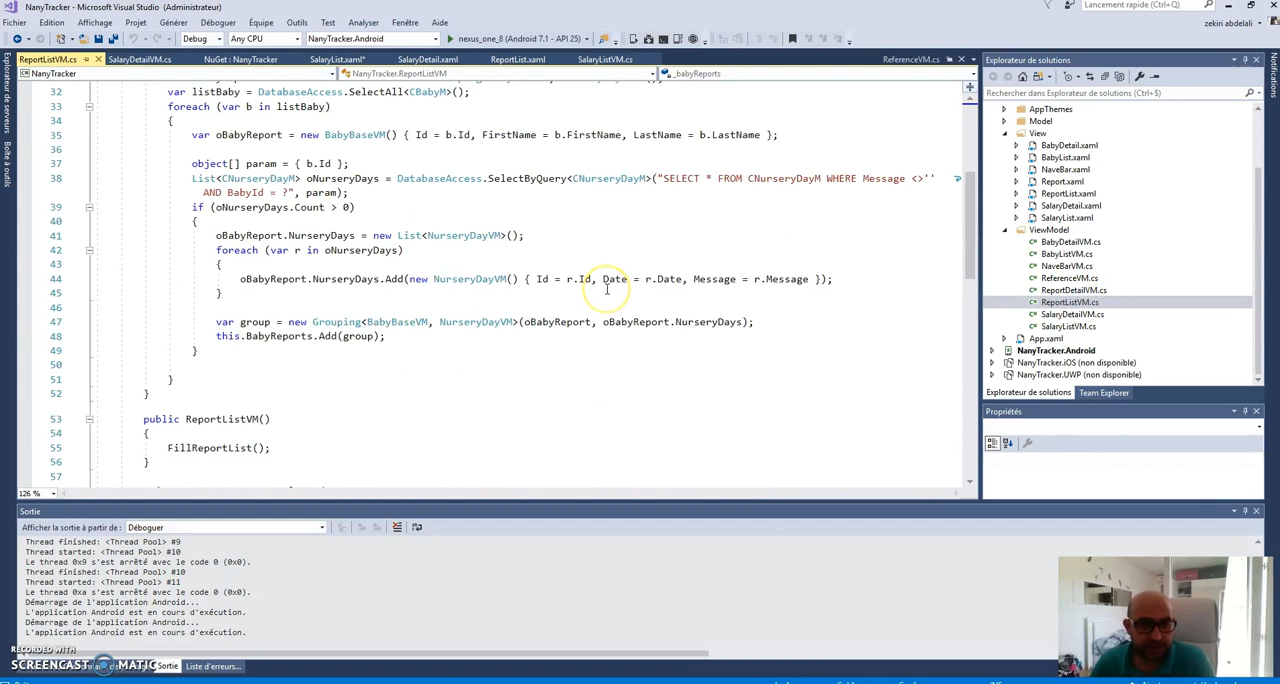 NanyTracker - Microsoft Visual Studio (Administrateur)
Lancement rapide (Ctrl+Q)
Fichier Edition Affichage Projet Générer Déboguer Équipe Outils Test Analyser Fenêtre Aide
zekiri abdelali
Debug Any CPU NanyTracker.Android nexus_one_8 (Android 7.1 - API 25)
ReportListVM.cs SalaryDetailVM.cs NuGet : NanyTracker SalaryList.xaml* SalaryDetail.xaml ReportList.xaml SalaryListVM.cs ReferenceVM.cs
NanyTracker NanyTracker.ReportListVM _babyReports
Explorateur de serveurs
Boîte à outils
32 var listBaby = DatabaseAccess.SelectAll<CBabyM>();
33 foreach (var b in listBaby)
34 {
35 var oBabyReport = new BabyBaseVM() { Id = b.Id, FirstName = b.FirstName, LastName = b.LastName };
36
37 object[] param = { b.Id };
38 List<CNurseryDayM> oNurseryDays = DatabaseAccess.SelectByQuery<CNurseryDayM>("SELECT * FROM CNurseryDayM WHERE Message <>''
AND BabyId = ?", param);
39 if (oNurseryDays.Count > 0)
40 {
41 oBabyReport.NurseryDays = new List<NurseryDayVM>();
42 foreach (var r in oNurseryDays)
43 {
44 oBabyReport.NurseryDays.Add(new NurseryDayVM() { Id = r.Id, Date = r.Date, Message = r.Message });
45 }
46
47 var group = new Grouping<BabyBaseVM, NurseryDayVM>(oBabyReport, oBabyReport.NurseryDays);
48 this.BabyReports.Add(group);
49 }
50
51 }
52 }
53 public ReportListVM()
54 {
55 FillReportList();
56 }
57
126 %
Explorateur de solutions
Rechercher dans Explorateur de solutions (Ctrl+$)
AppThemes
Model
View
BabyDetail.xaml
BabyList.xaml
NaveBar.xaml
Report.xaml
ReportList.xaml
SalaryDetail.xaml
SalaryList.xaml
ViewModel
BabyDetailVM.cs
BabyListVM.cs
NaveBarVM.cs
ReferenceVM.cs
ReportDetailVM.cs
ReportListVM.cs
SalaryDetailVM.cs
SalaryListVM.cs
App.xaml
NanyTracker.Android
NanyTracker.iOS (non disponible)
NanyTracker.UWP (non disponible)
Explorateur de solutions Team Explorer
Propriétés
Notifications
Sortie
Afficher la sortie à partir de : Déboguer
Thread finished: <Thread Pool> #9
Thread started: <Thread Pool> #10
Le thread 0x9 s'est arrêté avec le code 0 (0x0).
Thread finished: <Thread Pool> #10
Thread started: <Thread Pool> #11
Le thread 0xa s'est arrêté avec le code 0 (0x0).
Démarrage de l'application Android...
L'application Android est en cours d'exécution.
Démarrage de l'application Android...
L'application Android est en cours d'exécution.
RECORDED WITH
SCREENCAST MATIC
Sortie Liste d'erreurs...